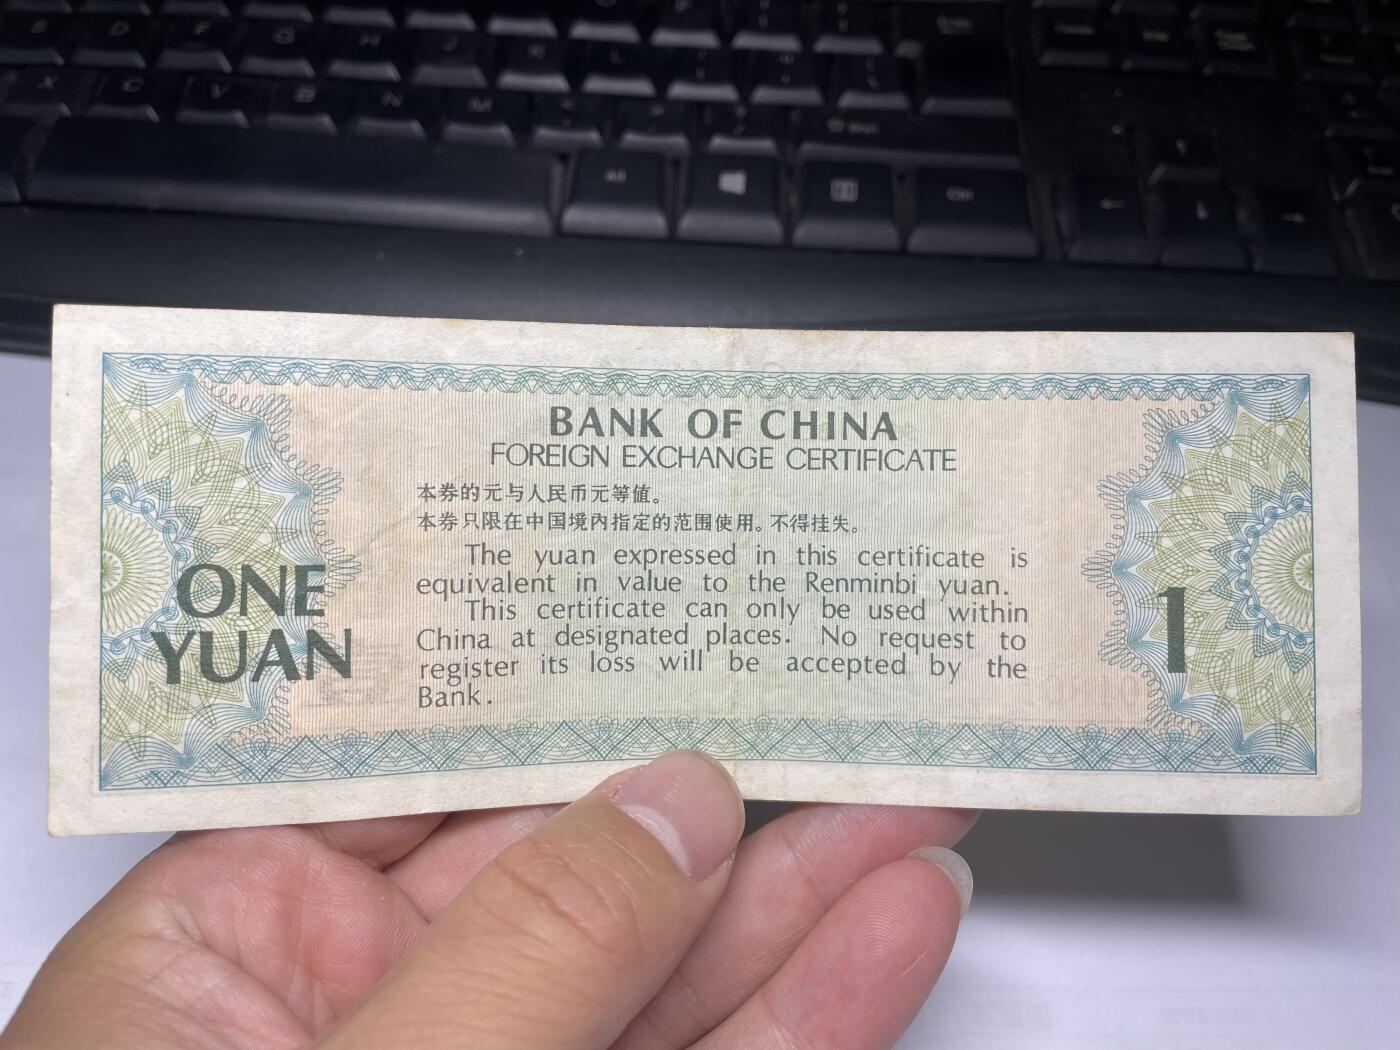 D F G H J K L
X C V B N M
Alt Ctrl
BANK OF CHINA
FOREIGN EXCHANGE CERTIFICATE
本券的元与人民币元等值。
本券只限在中国境内指定的范围使用。不得挂失。
The yuan expressed in this certificate is
equivalent in value to the Renminbi yuan.
This certificate can only be used within
China at designated places. No request to
register its loss will be accepted by the
Bank.
ONE
YUAN
1